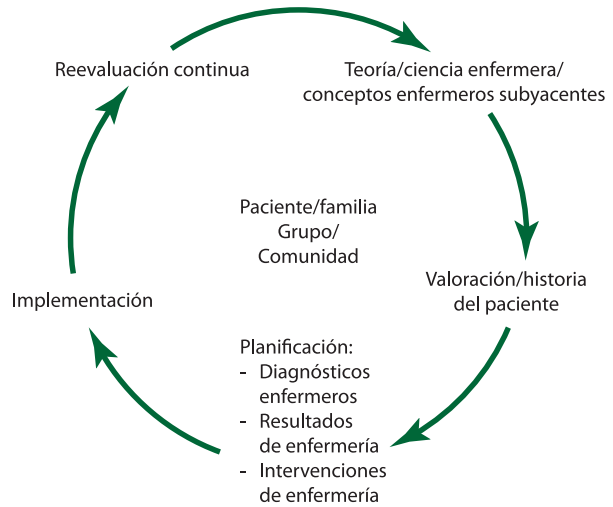 Reevaluación continua
Teoría/ciencia enfermera/
conceptos enfermeros subyacentes
Paciente/familia
Grupo/
Comunidad
Valoración/historia
del paciente
Implementación
Planificación:
- Diagnósticos
enfermeros
- Resultados
de enfermería
- Intervenciones
de enfermería